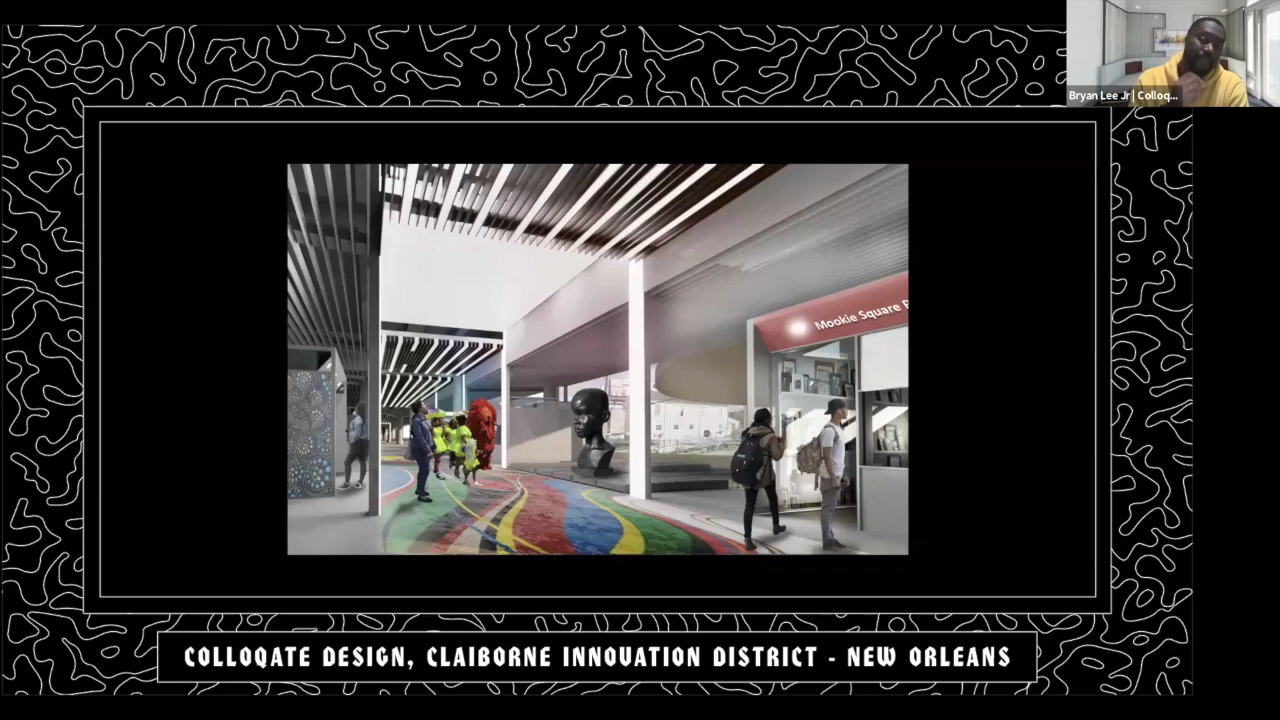 Bryan Lee Jr | Colloq...
Mookie Square
COLLOQATE DESIGN, CLAIBORNE INNOVATION DISTRICT - NEW ORLEANS